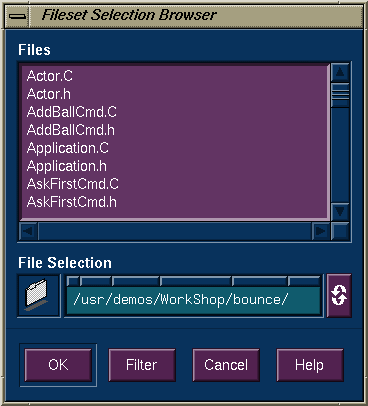 Fileset Selection Browser
Files
Actor.C
Actor.h
AddBallCmd.C
AddBallCmd.h
Application.C
Application.h
AskFirstCmd.C
AskFirstCmd.h
File Selection
/usr/demos/WorkShop/bounce/
OK Filter Cancel Help